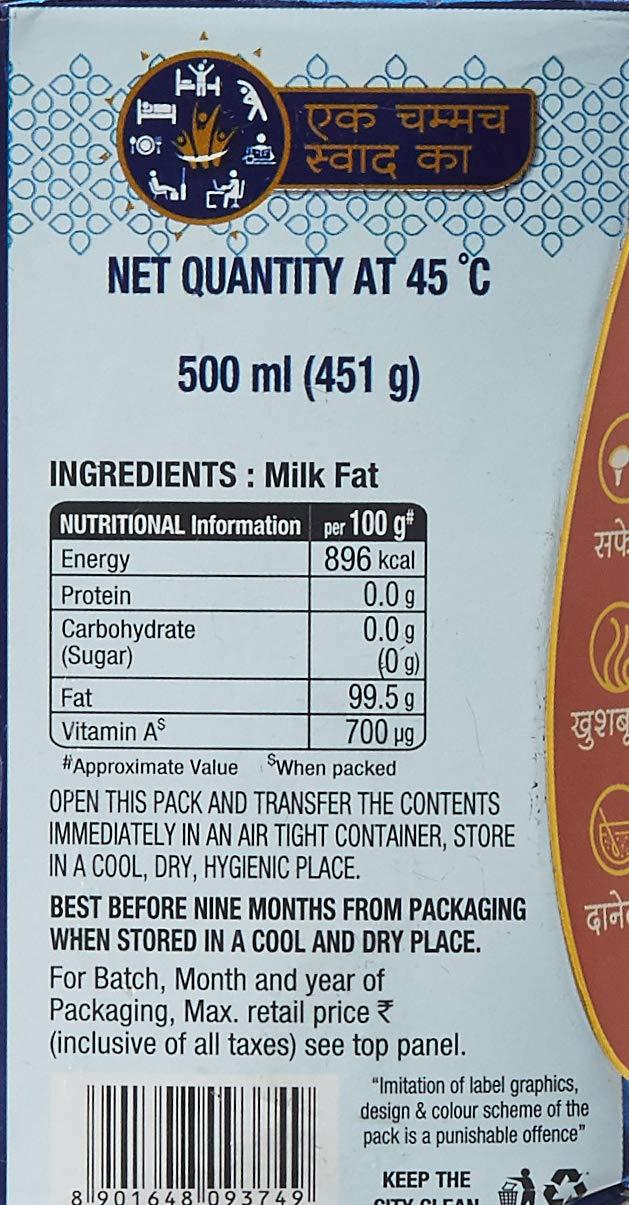 एक चम्मच
स्वाद का
NET QUANTITY AT 45 °C
500 ml (451 g)
INGREDIENTS : Milk Fat
NUTRITIONAL Information per 100 g#
Energy 896 kcal
Protein 0.0 g
Carbohydrate 0.0 g
(Sugar) (0 g)
Fat 99.5 g
Vitamin A$ 700 µg
#Approximate Value $When packed
OPEN THIS PACK AND TRANSFER THE CONTENTS
IMMEDIATELY IN AN AIR TIGHT CONTAINER, STORE
IN A COOL, DRY, HYGIENIC PLACE.
BEST BEFORE NINE MONTHS FROM PACKAGING
WHEN STORED IN A COOL AND DRY PLACE.
For Batch, Month and year of
Packaging, Max. retail price ₹
(inclusive of all taxes) see top panel.
"Imitation of label graphics,
design & colour scheme of the
pack is a punishable offence"
KEEP THE
CITY CLEAN
8 901648 093749